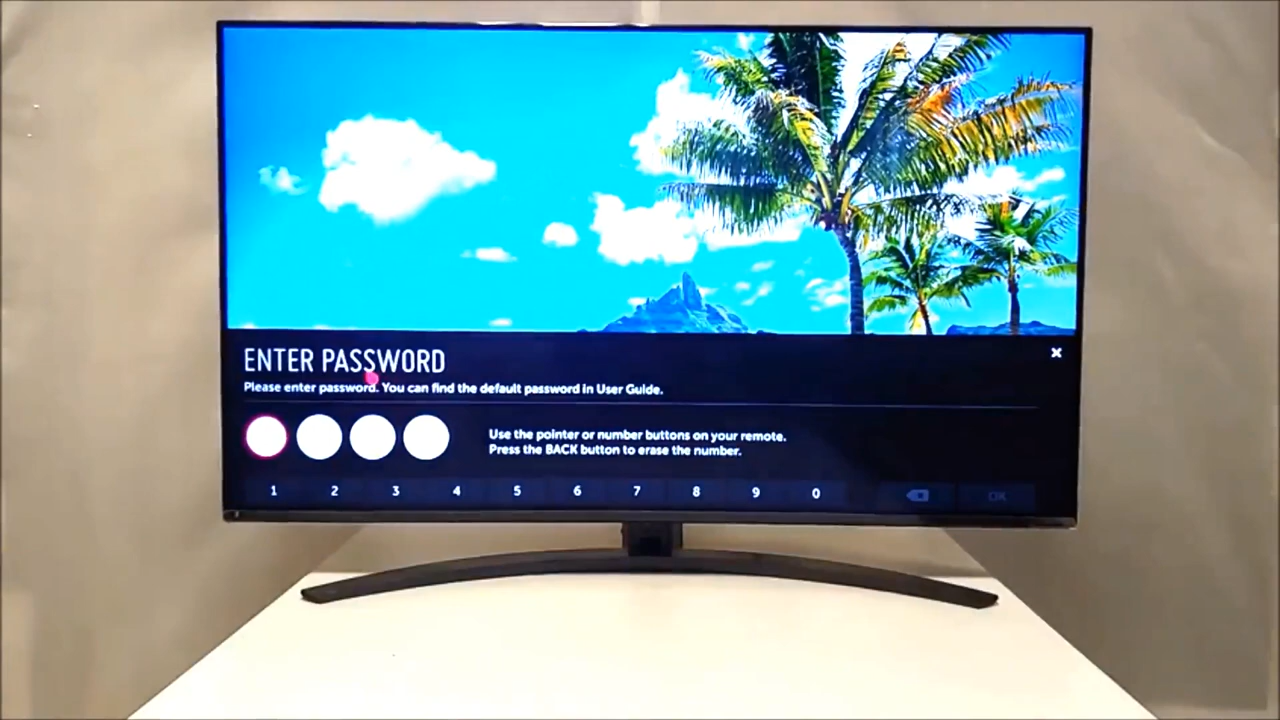 ENTER PASSWORD
Please enter password. You can find the default password in User Guide.
Use the pointer or number buttons on your remote.
Press the BACK button to erase the number.
1 2 3 4 5 6 7 8 9 0 OK